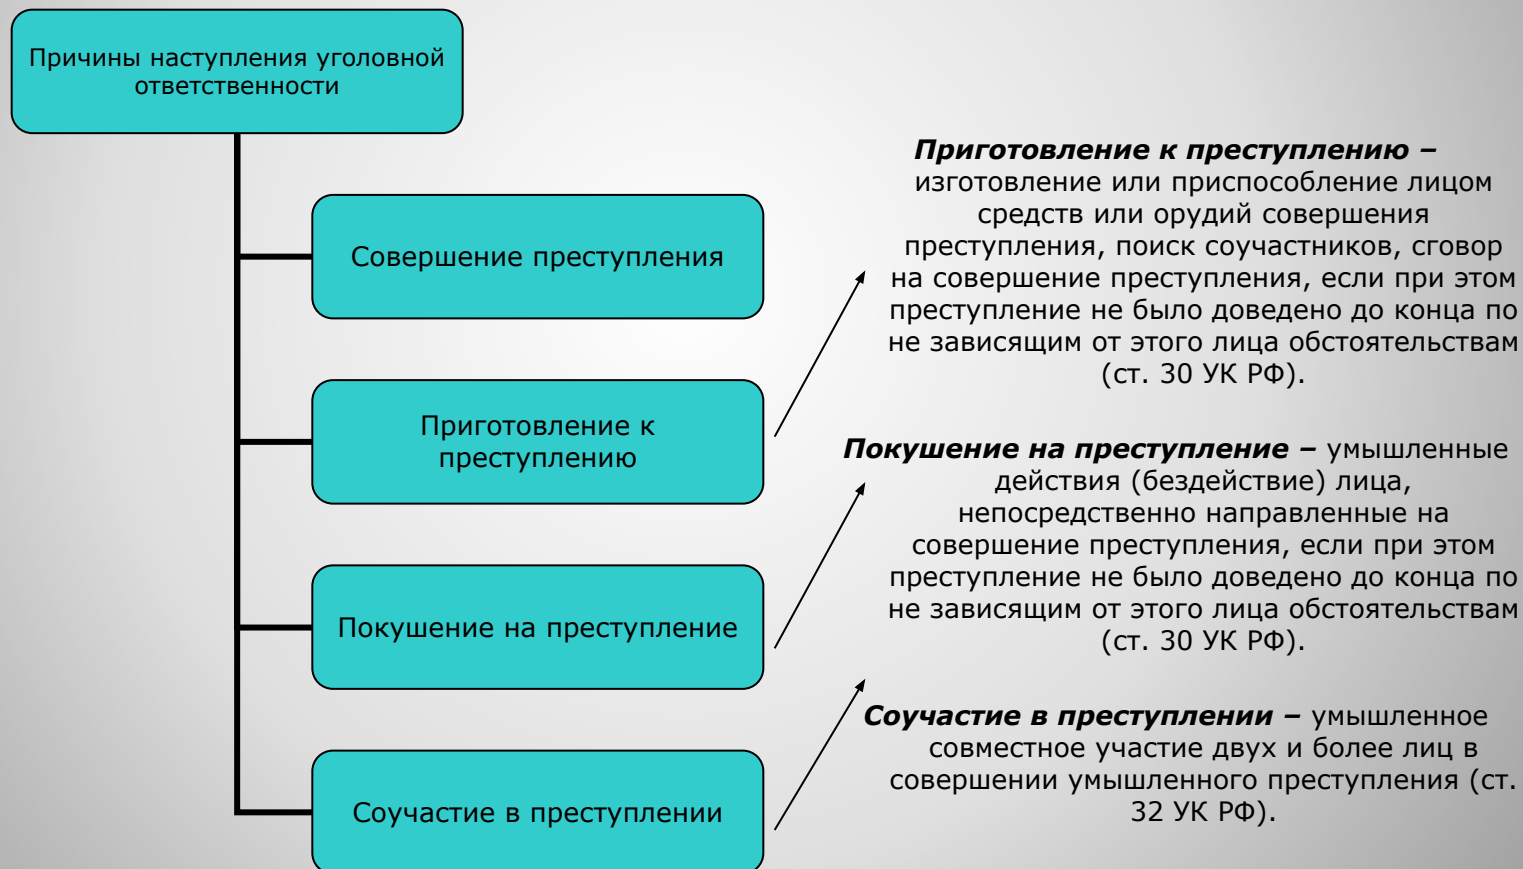 Причины наступления уголовной
ответственности
Совершение преступления
Приготовление к
преступлению
Покушение на преступление
Соучастие в преступлении
Приготовление к преступлению –
изготовление или приспособление лицом
средств или орудий совершения
преступления, поиск соучастников, сговор
на совершение преступления, если при этом
преступление не было доведено до конца по
не зависящим от этого лица обстоятельствам
(ст. 30 УК РФ).
Покушение на преступление – умышленные
действия (бездействие) лица,
непосредственно направленные на
совершение преступления, если при этом
преступление не было доведено до конца по
не зависящим от этого лица обстоятельствам
(ст. 30 УК РФ).
Соучастие в преступлении – умышленное
совместное участие двух и более лиц в
совершении умышленного преступления (ст.
32 УК РФ).